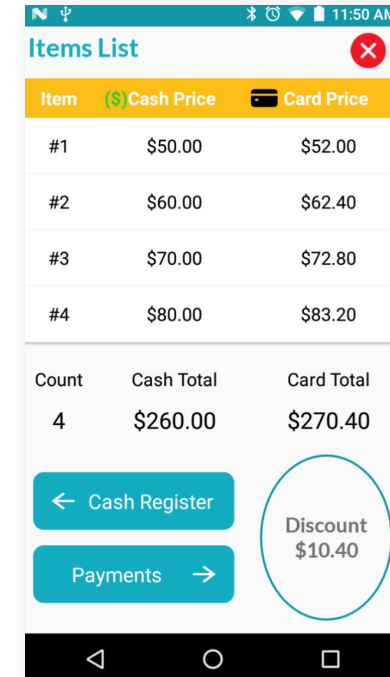 11:50 AM
Items List
Item ($)Cash Price Card Price
#1 $50.00 $52.00
#2 $60.00 $62.40
#3 $70.00 $72.80
#4 $80.00 $83.20
Count Cash Total Card Total
4 $260.00 $270.40
← Cash Register
Discount
$10.40
Payments →